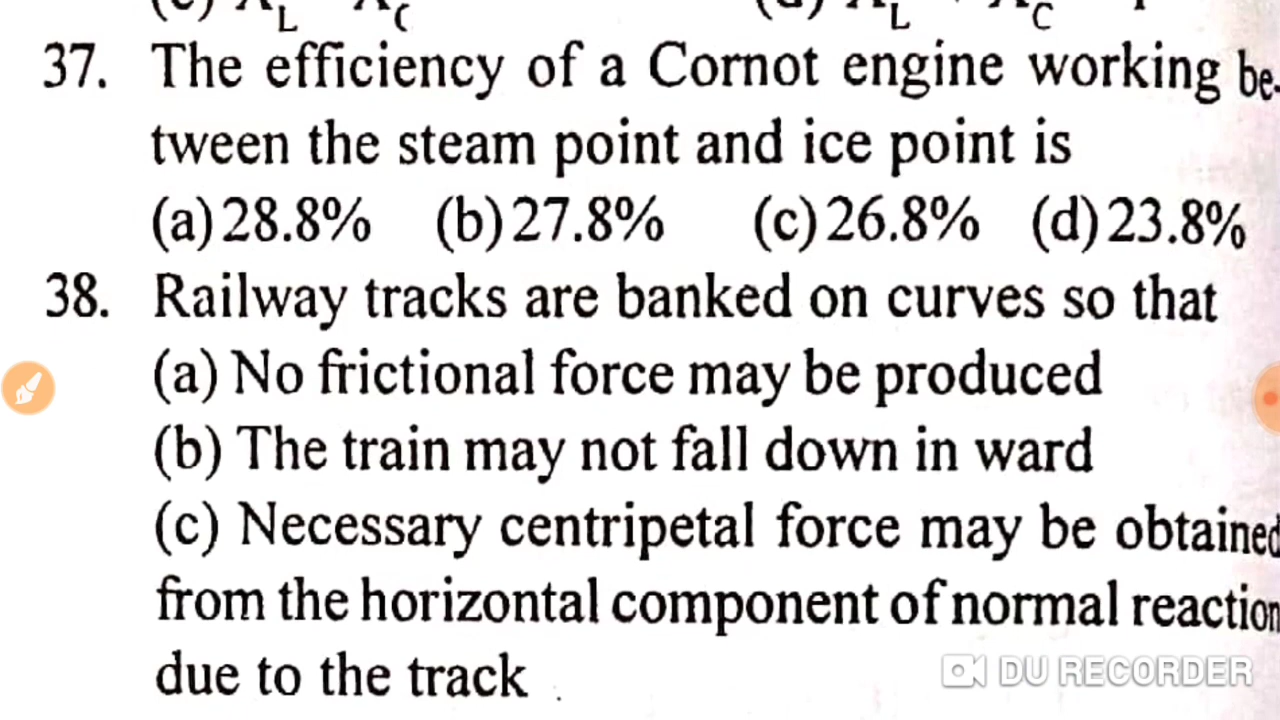 37. The efficiency of a Cornot engine working be-
tween the steam point and ice point is
(a) 28.8% (b) 27.8% (c) 26.8% (d) 23.8%
38. Railway tracks are banked on curves so that
(a) No frictional force may be produced
(b) The train may not fall down in ward
(c) Necessary centripetal force may be obtained
from the horizontal component of normal reaction
due to the track
DU RECORDER